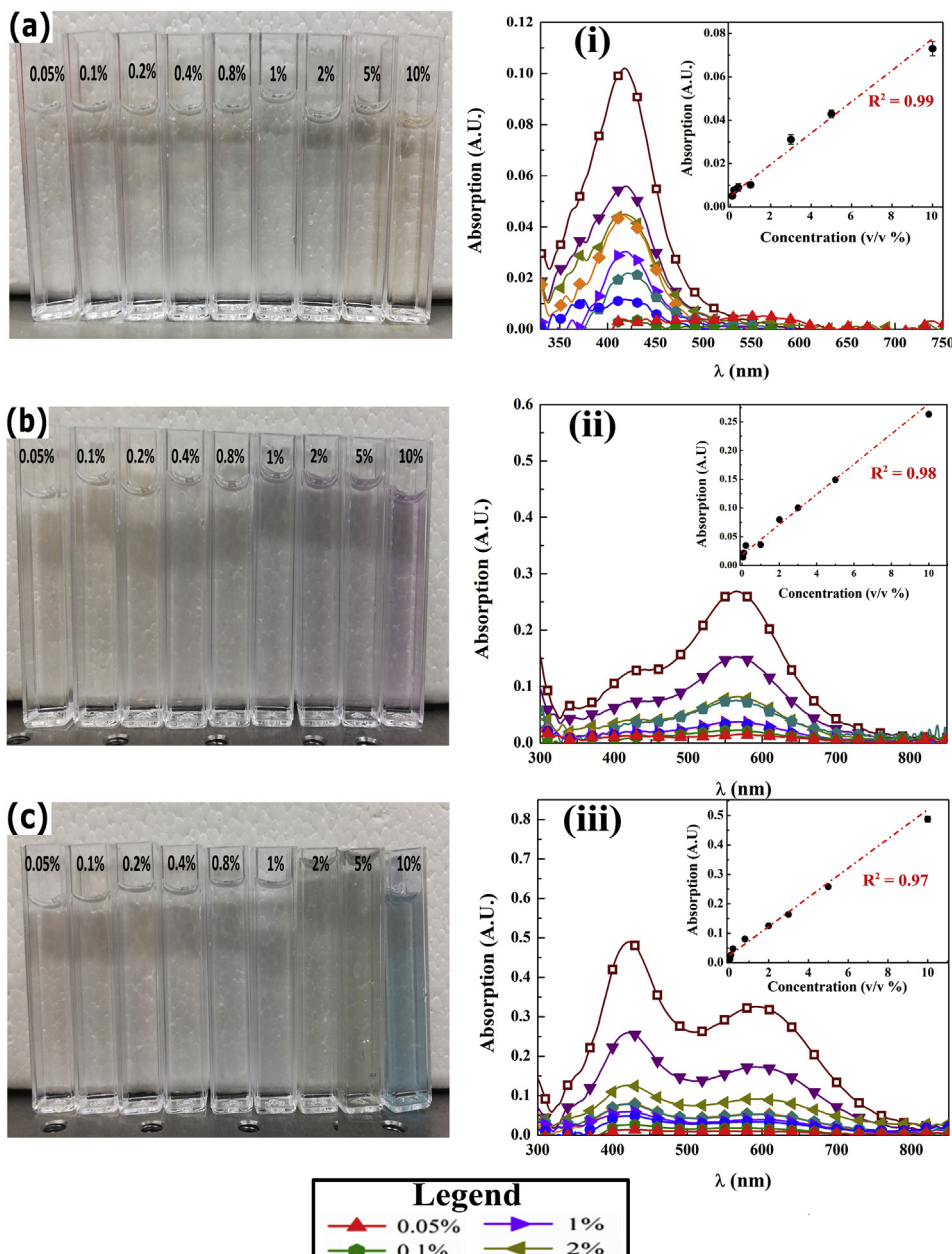 (a)
0.05% 0.1% 0.2% 0.4% 0.8% 1% 2% 5% 10%
(i)
Absorption (A.U.)
0.12
0.10
0.08
0.06
0.04
0.02
0.00
350 400 450 500 550 600 650 700 750
λ (nm)
Absorption (A.U.)
0.08
0.06
0.04
0.02
0.00
R² = 0.99
0 2 4 6 8 10
Concentration (v/v %)
(b)
0.05% 0.1% 0.2% 0.4% 0.8% 1% 2% 5% 10%
(ii)
Absorption (A.U.)
0.6
0.5
0.4
0.3
0.2
0.1
0.0
300 400 500 600 700 800
λ (nm)
Absorption (A.U)
0.25
0.20
0.15
0.10
0.05
0.00
R² = 0.98
0 2 4 6 8 10
Concentration (v/v %)
(c)
0.05% 0.1% 0.2% 0.4% 0.8% 1% 2% 5% 10%
(iii)
Absorption (A.U.)
0.8
0.7
0.6
0.5
0.4
0.3
0.2
0.1
0.0
300 400 500 600 700 800
λ (nm)
Absorption (A.U)
0.5
0.4
0.3
0.2
0.1
0.0
R² = 0.97
0 2 4 6 8 10
Concentration (v/v %)
Legend
0.05% 1%
0.1% 2%